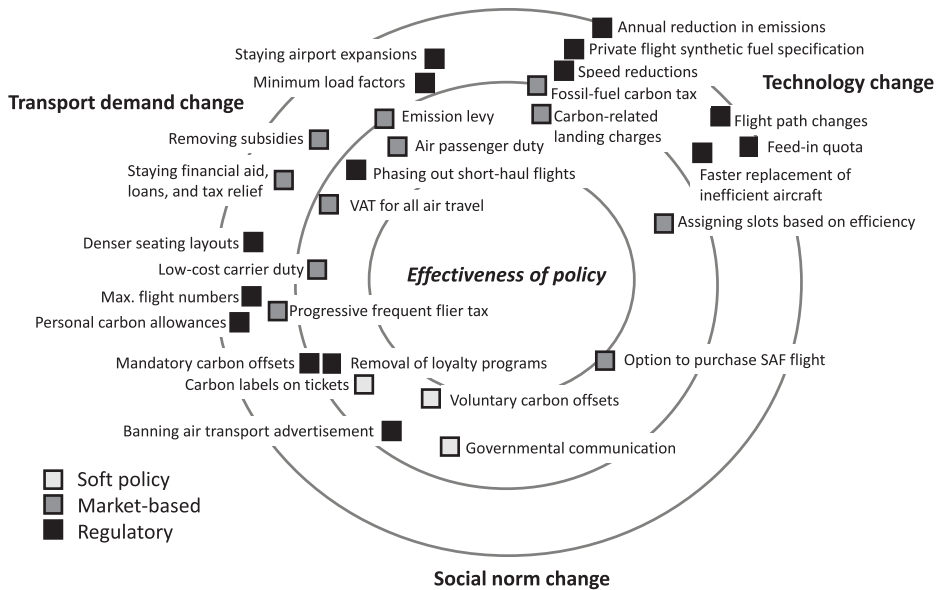 Annual reduction in emissions
Staying airport expansions
Private flight synthetic fuel specification
Minimum load factors
Speed reductions
Technology change
Fossil-fuel carbon tax
Transport demand change
Emission levy
Carbon-related
landing charges
Flight path changes
Removing subsidies
Air passenger duty
Feed-in quota
Staying financial aid,
loans, and tax relief
Phasing out short-haul flights
Faster replacement of
inefficient aircraft
VAT for all air travel
Assigning slots based on efficiency
Denser seating layouts
Low-cost carrier duty
Effectiveness of policy
Max. flight numbers
Progressive frequent flier tax
Personal carbon allowances
Mandatory carbon offsets
Removal of loyalty programs
Option to purchase SAF flight
Carbon labels on tickets
Voluntary carbon offsets
Banning air transport advertisement
Governmental communication
Soft policy
Market-based
Regulatory
Social norm change